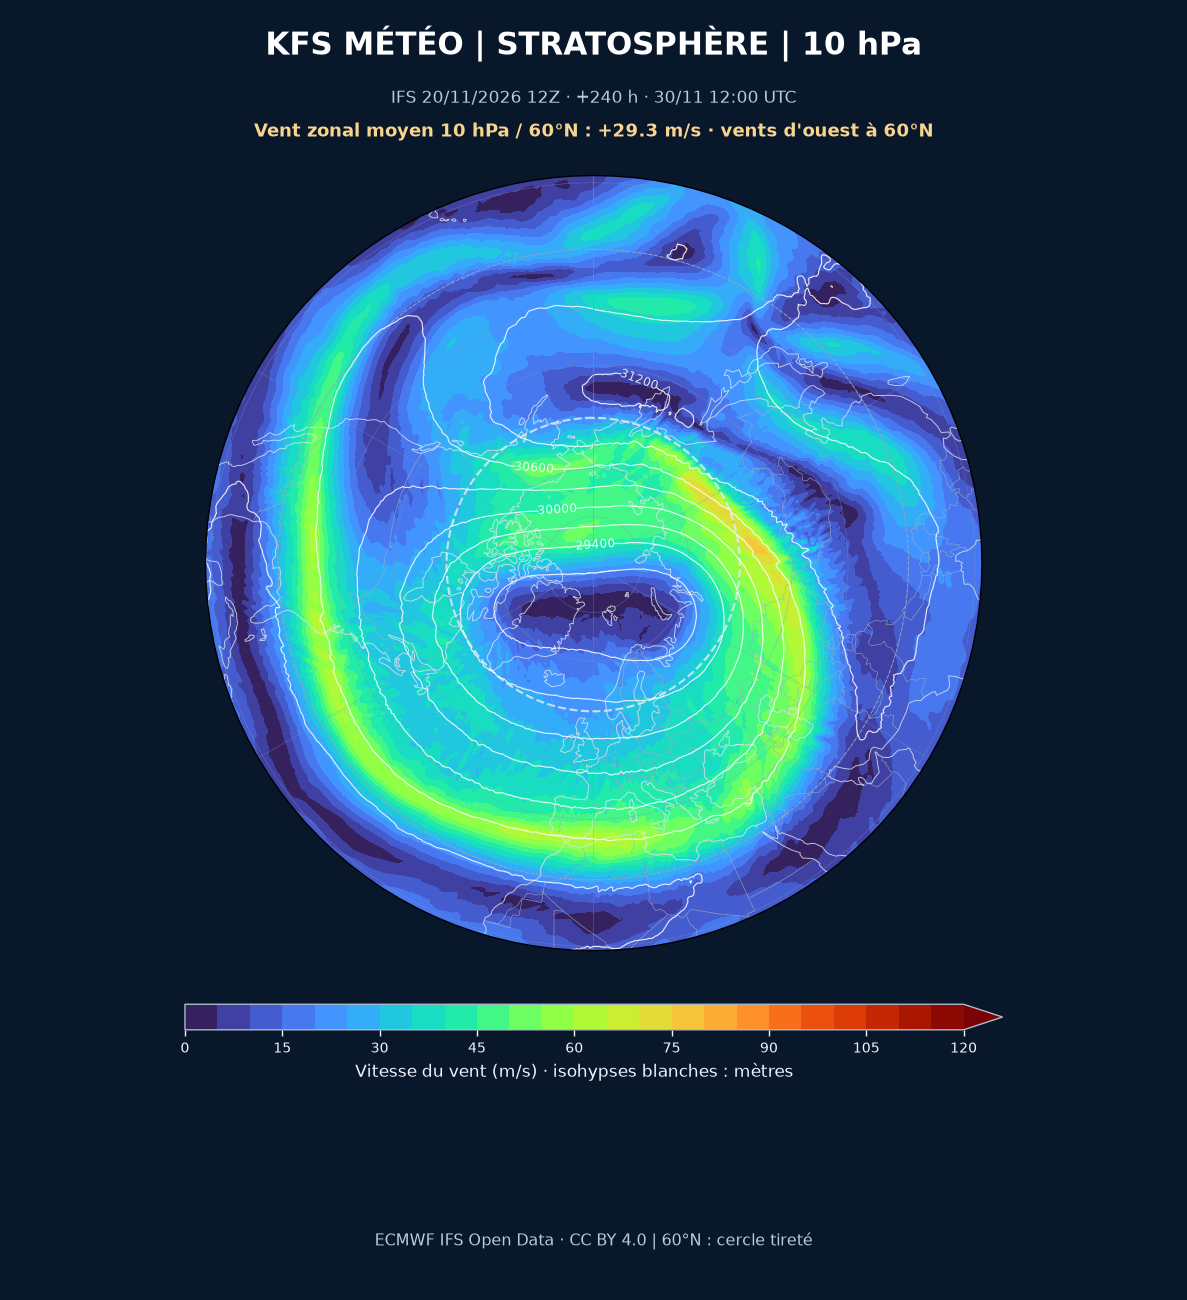 KFS MÉTÉO | STRATOSPHÈRE | 10 hPa
IFS 20/11/2026 12Z · +240 h · 30/11 12:00 UTC
Vent zonal moyen 10 hPa / 60°N : +29.3 m/s · vents d'ouest à 60°N
31200
30600
30000
29400
0 15 30 45 60 75 90 105 120
Vitesse du vent (m/s) · isohypses blanches : mètres
ECMWF IFS Open Data · CC BY 4.0 | 60°N : cercle tireté